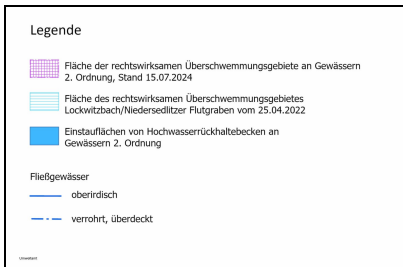 Legende
Fläche der rechtswirksamen Überschwemmungsgebiete an Gewässern
2. Ordnung, Stand 15.07.2024
Fläche des rechtswirksamen Überschwemmungsgebietes
Lockwitzbach/Niedersedlitzer Flutgraben vom 25.04.2022
Einstauflächen von Hochwasserrückhaltebecken an
Gewässern 2. Ordnung
Fließgewässer
oberirdisch
verrohrt, überdeckt
Umweltamt